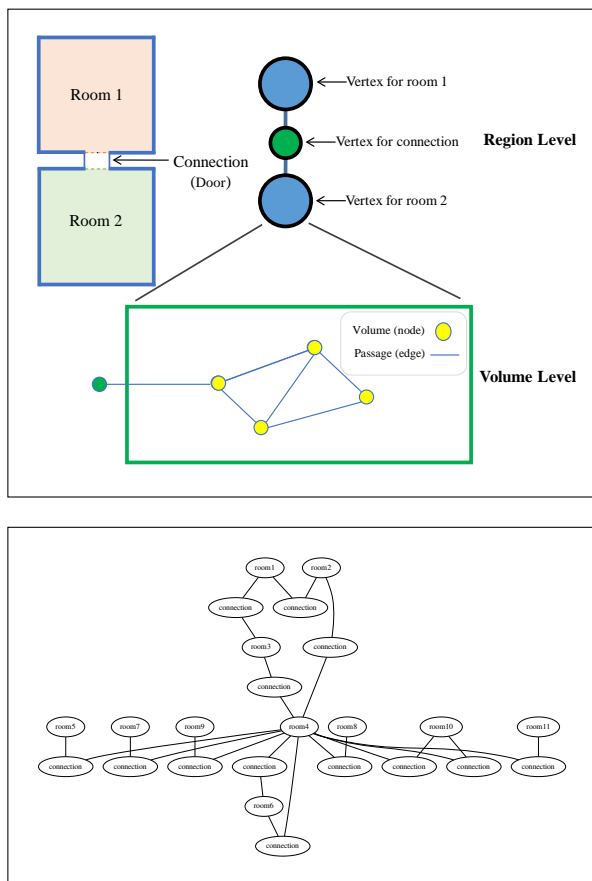 Room 1
Connection
(Door)
Room 2
Vertex for room 1
Vertex for connection
Vertex for room 2
Region Level
Volume (node)
Passage (edge)
Volume Level
room1
room2
connection
connection
room3
connection
connection
room5
room7
room9
room4
room8
room10
room11
connection
connection
connection
connection
connection
connection
connection
connection
room6
connection